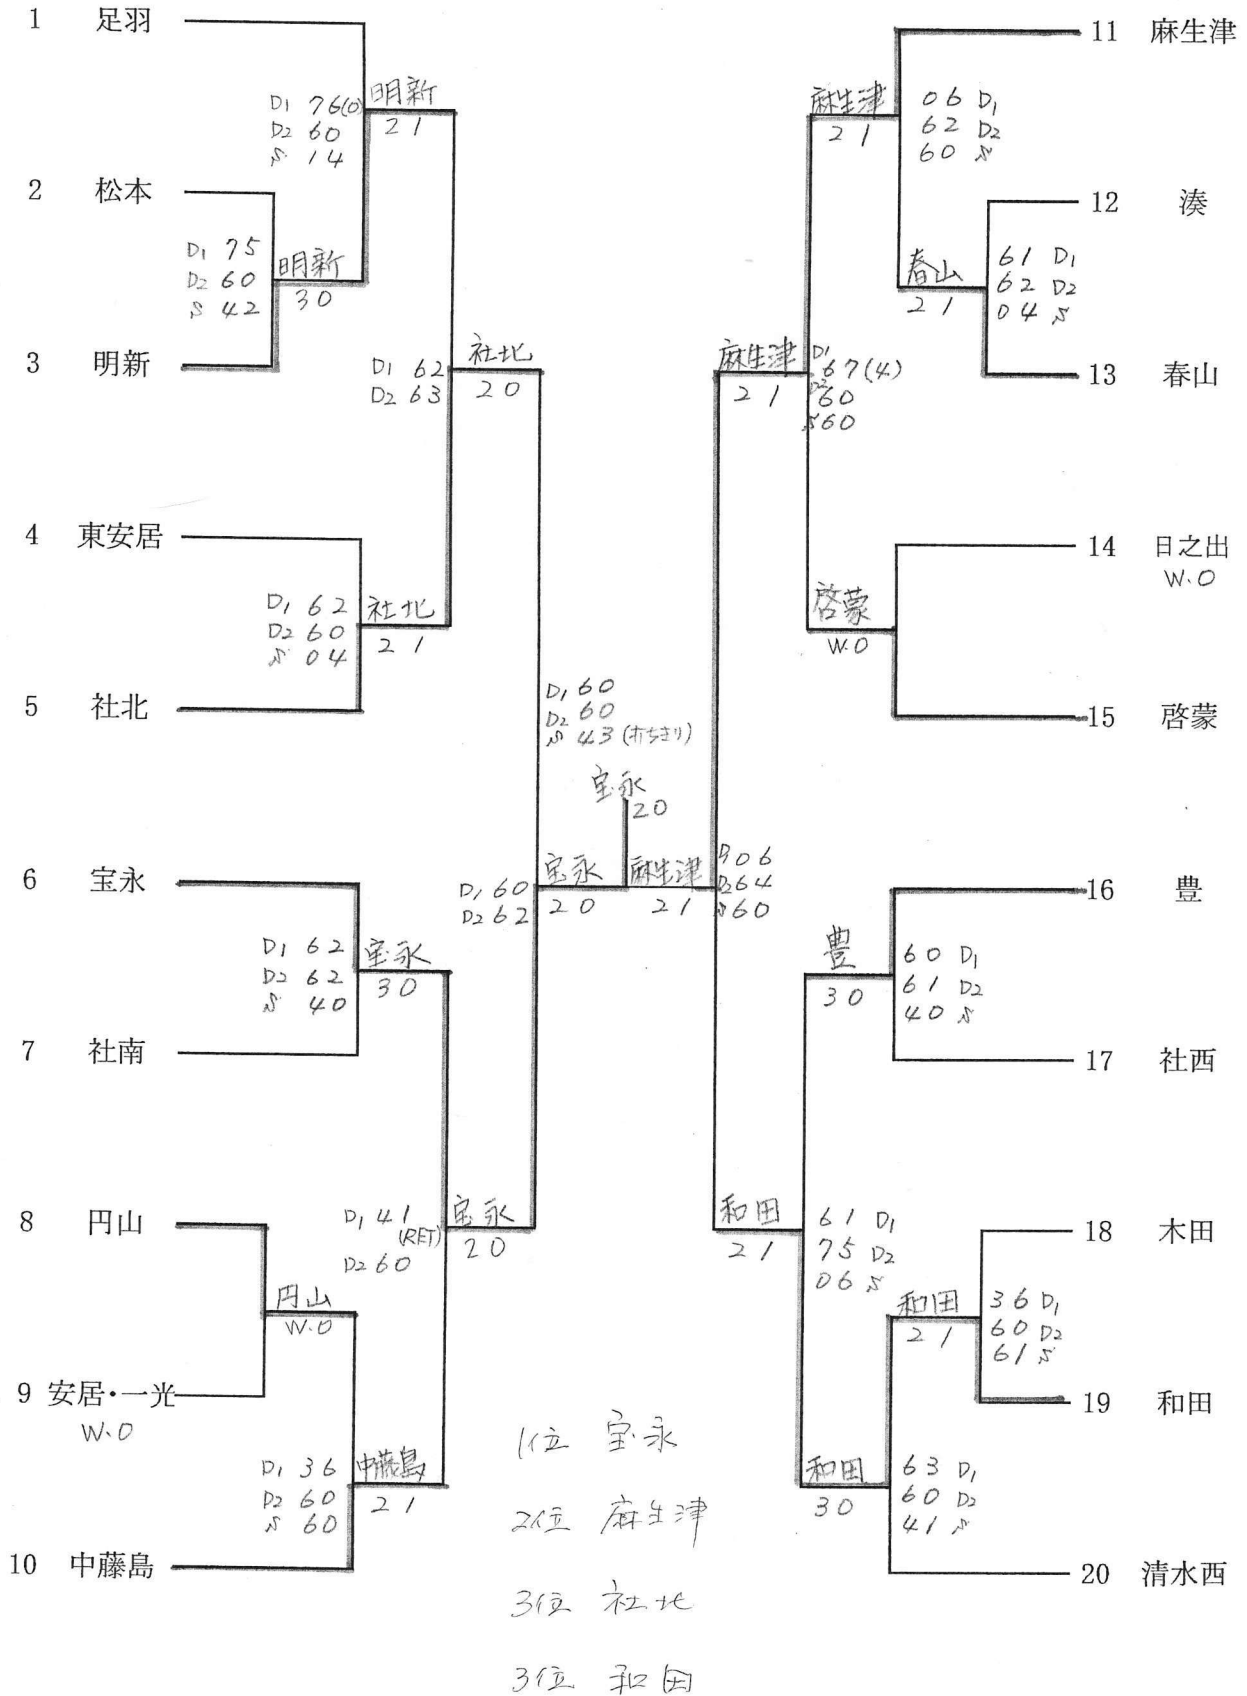 1 足羽
D1 76(0)
D2 60
S 14
明新
21
2 松本
D1 75
D2 60
S 42
明新
30
3 明新
D1 62
D2 63
社北
20
4 東安居
D1 62
D2 60
S 04
社北
21
5 社北
D1 60
D2 60
S 43 (打ちきり)
宝永
20
6 宝永
D1 62
D2 62
S 40
宝永
30
D1 60
D2 62
宝永
20
7 社南
8 円山
D1 41
(RET)
D2 60
宝永
20
円山
W.O
9 安居・一光
W.O
D1 36
D2 60
S 60
中藤島
21
10 中藤島
11 麻生津
麻生津
21
06 D1
62 D2
60 S
12 湊
春山
21
61 D1
62 D2
04 S
13 春山
麻生津
21
D1
67(4)
D2
60
S60
14 日之出
W.O
啓蒙
W.O
15 啓蒙
麻生津
21
D1 06
D2 64
S 60
16 豊
豊
30
60 D1
61 D2
40 S
17 社西
和田
21
61 D1
75 D2
06 S
18 木田
和田
21
36 D1
60 D2
61 S
19 和田
和田
30
63 D1
60 D2
41 S
20 清水西
1位 宝永
2位 麻生津
3位 社北
3位 和田